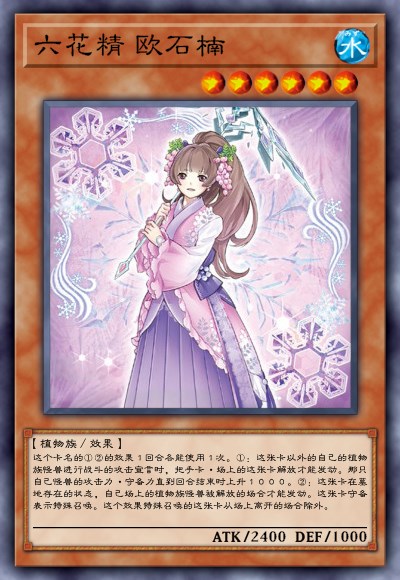 六花精 欧石楠
水
【植物族／效果】
这个卡名的①②的效果1回合各能使用1次。①：这张卡以外的自己的植物
族怪兽进行战斗的攻击宣言时，把手卡·场上的这张卡解放才能发动。那只
自己怪兽的攻击力·守备力直到回合结束时上升1000。②：这张卡在墓
地存在的状态，自己场上的植物族怪兽被解放的场合才能发动。这张卡守备
表示特殊召唤。这个效果特殊召唤的这张卡从场上离开的场合除外。
ATK/2400 DEF/1000